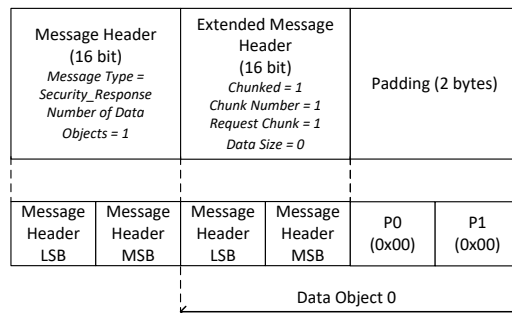 Message Header
(16 bit)
Message Type =
Security_Response
Number of Data
Objects = 1
Extended Message
Header
(16 bit)
Chunked = 1
Chunk Number = 1
Request Chunk = 1
Data Size = 0
Padding (2 bytes)
Message
Header
LSB
Message
Header
MSB
Message
Header
LSB
Message
Header
MSB
P0
(0x00)
P1
(0x00)
Data Object 0